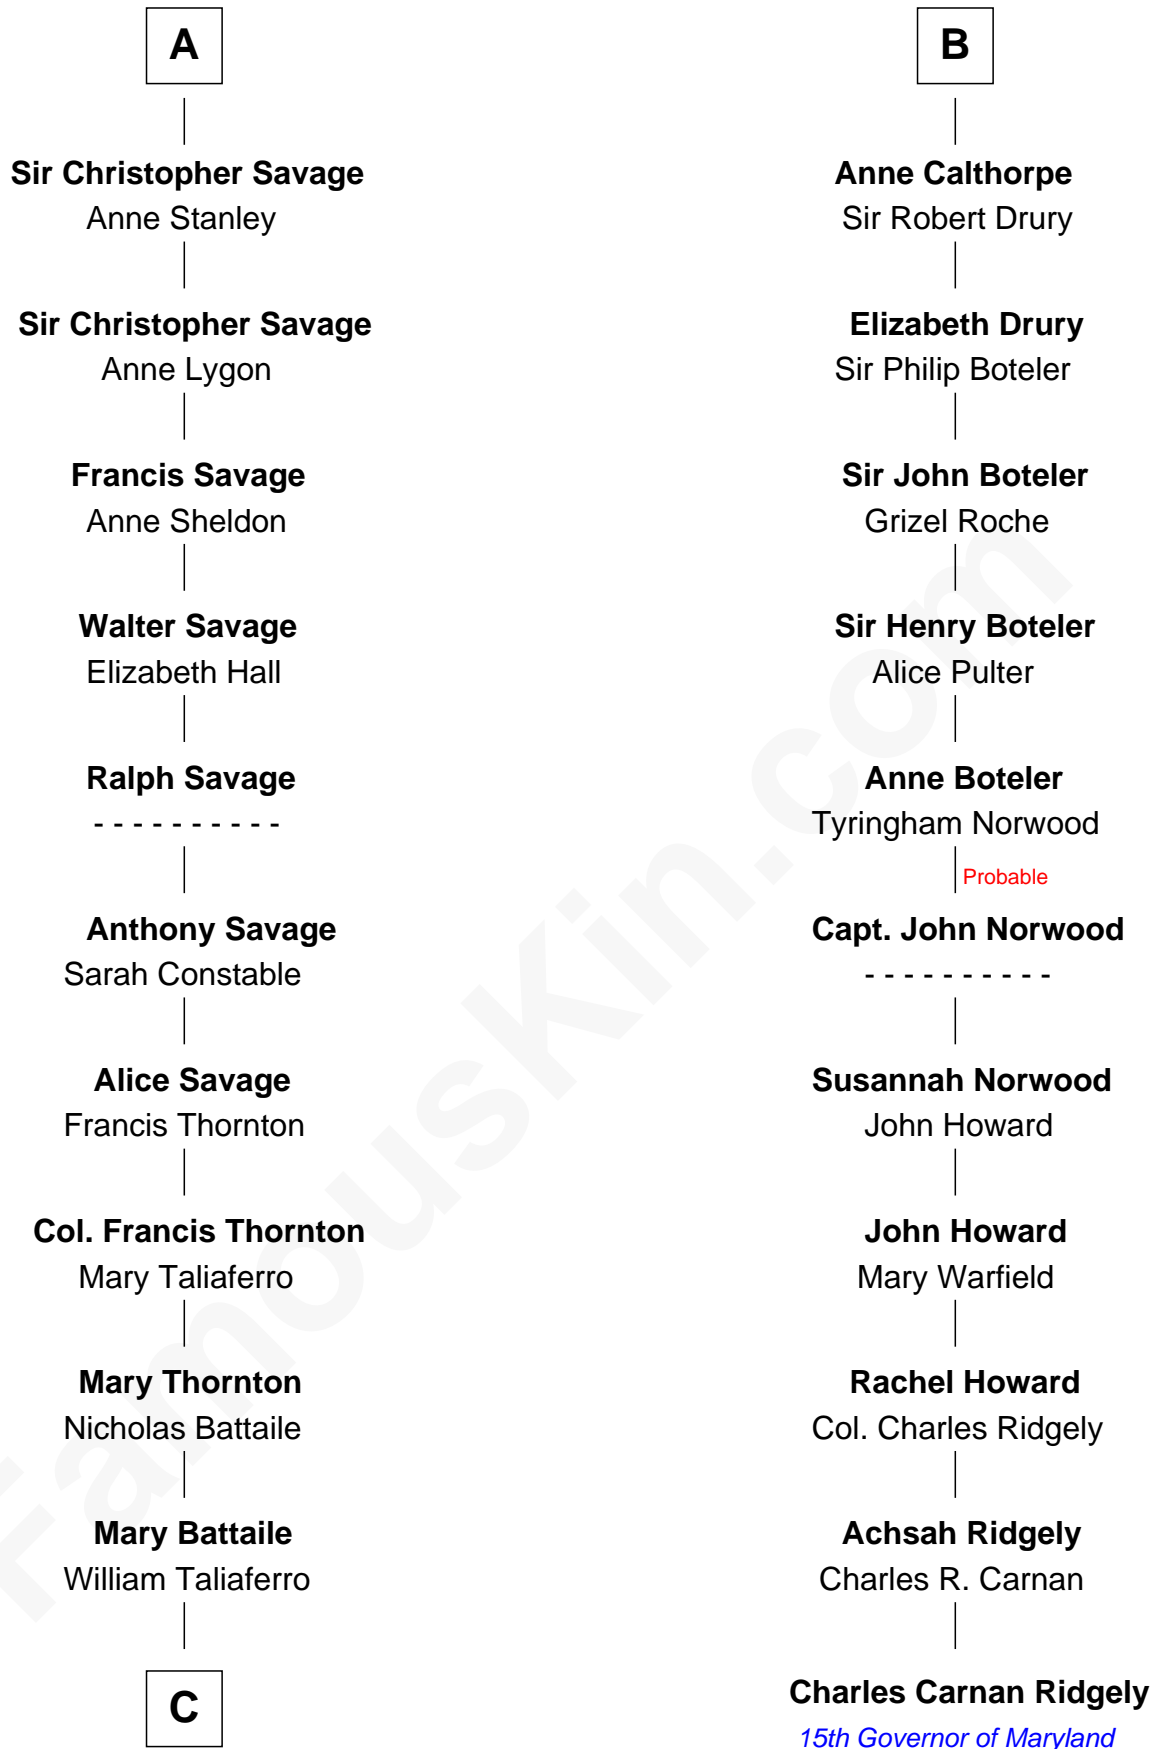 A
Sir Christopher Savage
Anne Stanley
Sir Christopher Savage
Anne Lygon
Francis Savage
Anne Sheldon
Walter Savage
Elizabeth Hall
Ralph Savage
- - - - - - - - - -
Anthony Savage
Sarah Constable
Alice Savage
Francis Thornton
Col. Francis Thornton
Mary Taliaferro
Mary Thornton
Nicholas Battaile
Mary Battaile
William Taliaferro
C
B
Anne Calthorpe
Sir Robert Drury
Elizabeth Drury
Sir Philip Boteler
Sir John Boteler
Grizel Roche
Sir Henry Boteler
Alice Pulter
Anne Boteler
Tyringham Norwood
Probable
Capt. John Norwood
- - - - - - - - - -
Susannah Norwood
John Howard
John Howard
Mary Warfield
Rachel Howard
Col. Charles Ridgely
Achsah Ridgely
Charles R. Carnan
Charles Carnan Ridgely
15th Governor of Maryland
FamousKin.com